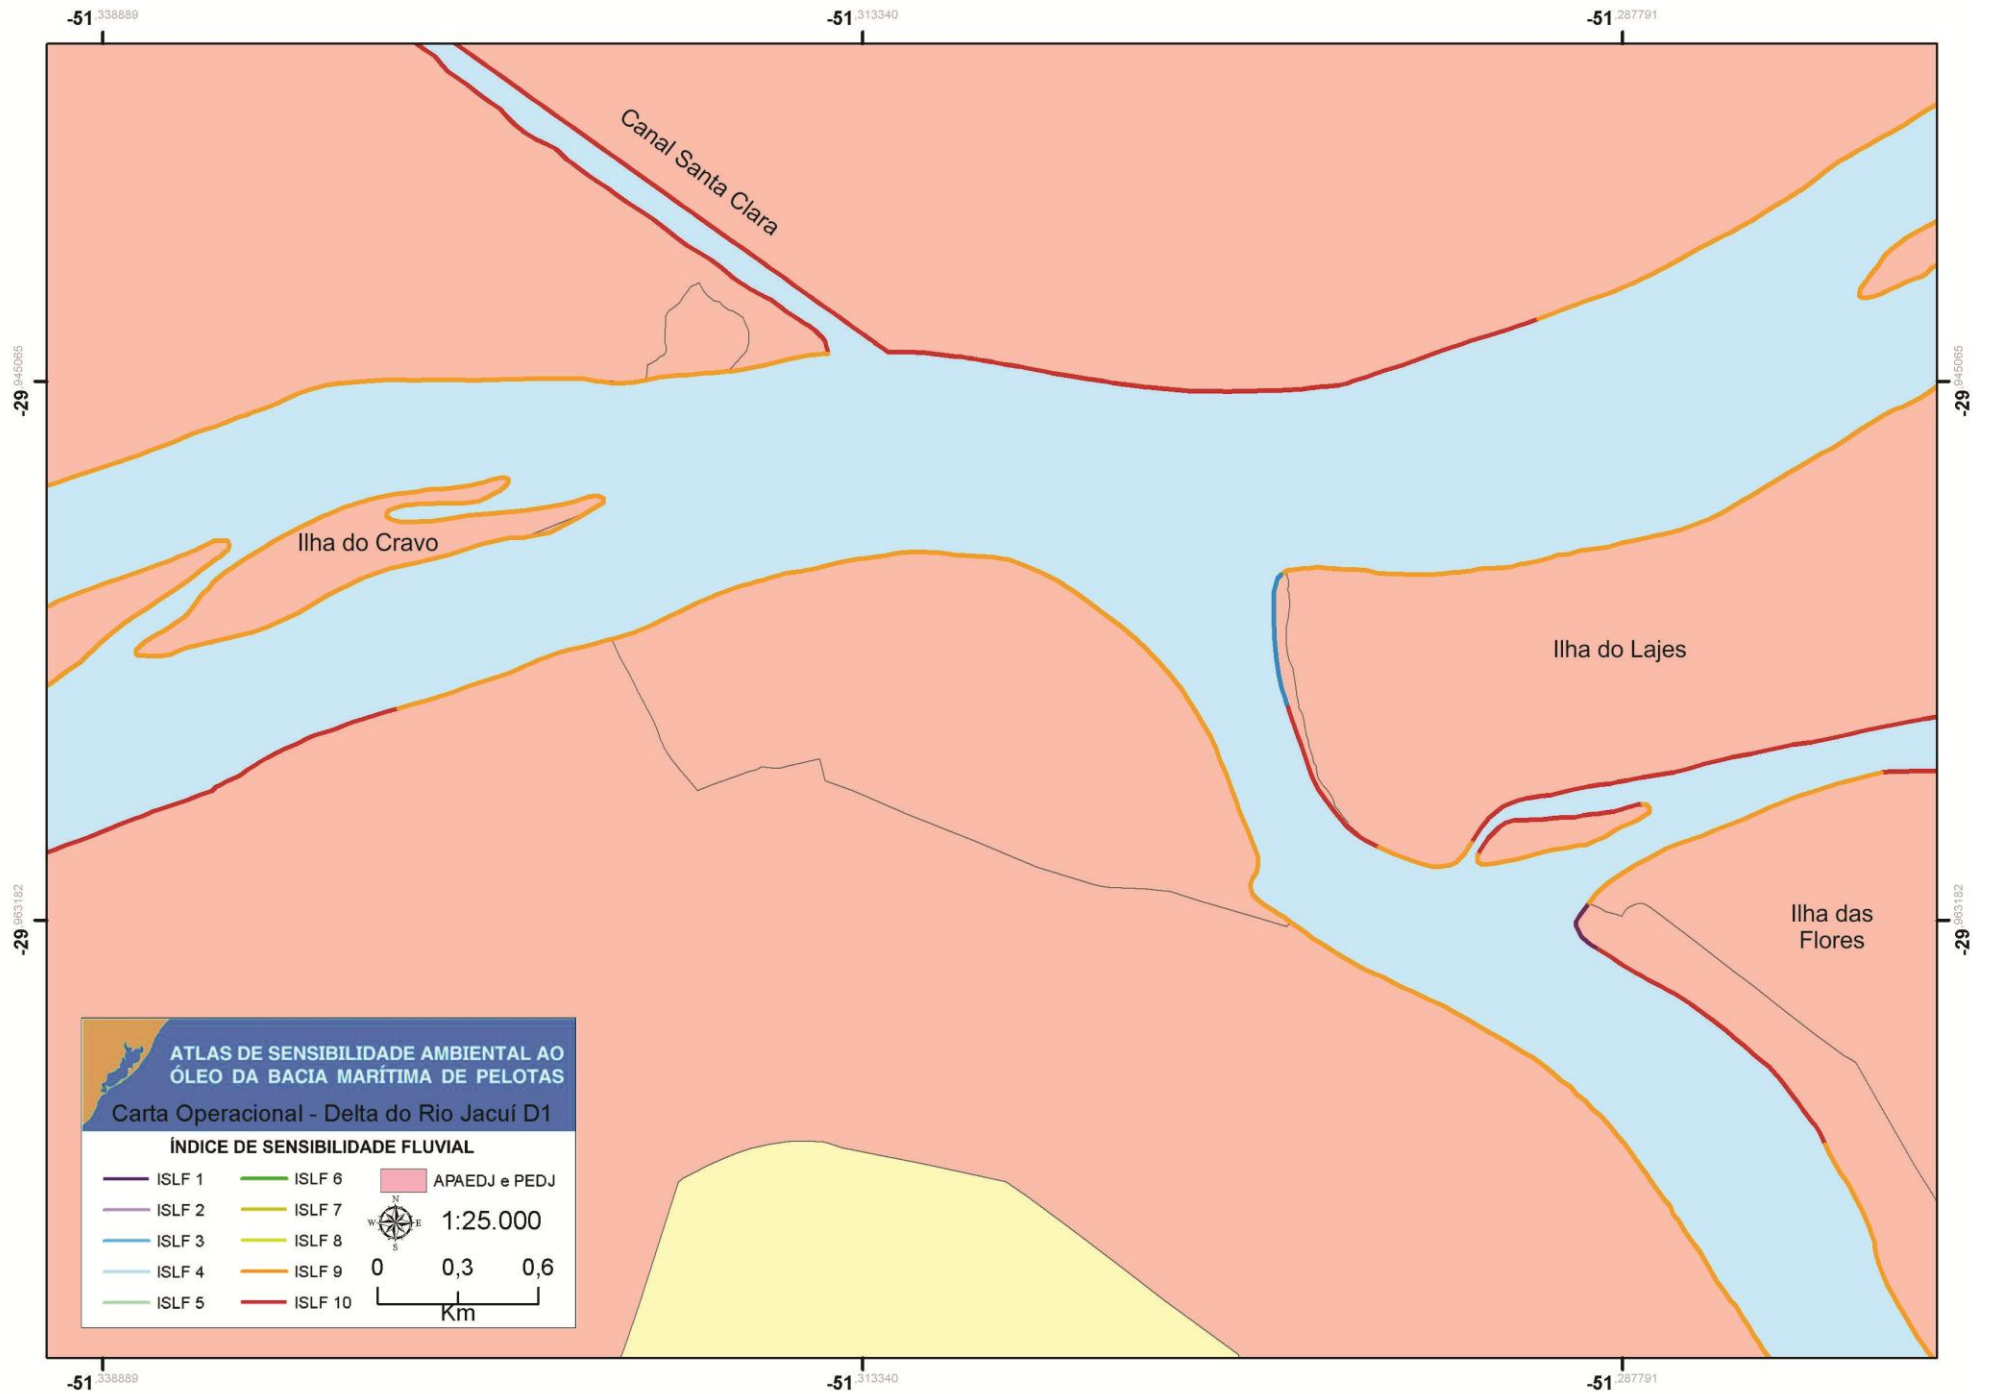 -51,338889
-51,313340
-51,287791
Canal Santa Clara
-29,945065
-29,945065
Ilha do Cravo
Ilha do Lajes
-29,963182
-29,963182
Ilha das
Flores
ATLAS DE SENSIBILIDADE AMBIENTAL AO
ÓLEO DA BACIA MARÍTIMA DE PELOTAS
Carta Operacional - Delta do Rio Jacuí D1
ÍNDICE DE SENSIBILIDADE FLUVIAL
ISLF 1
ISLF 2
ISLF 3
ISLF 4
ISLF 5
ISLF 6
ISLF 7
ISLF 8
ISLF 9
ISLF 10
APAEDJ e PEDJ
N
W E
S
1:25.000
0 0,3 0,6
Km
-51,338889
-51,313340
-51,287791